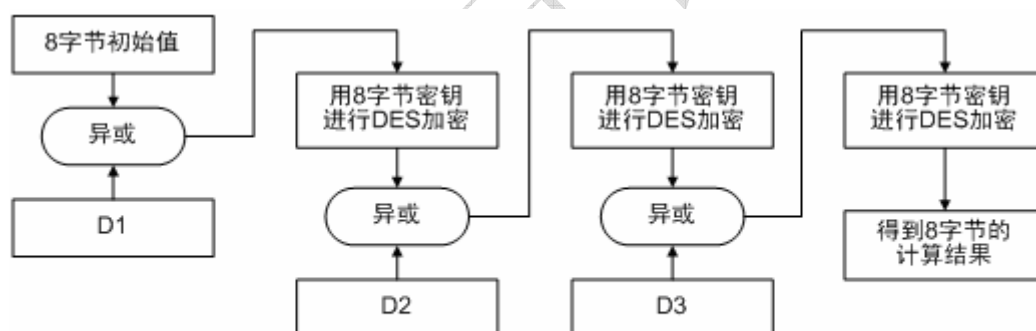 8字节初始值
异或
D1
用8字节密钥
进行DES加密
异或
D2
用8字节密钥
进行DES加密
异或
D3
用8字节密钥
进行DES加密
得到8字节的
计算结果